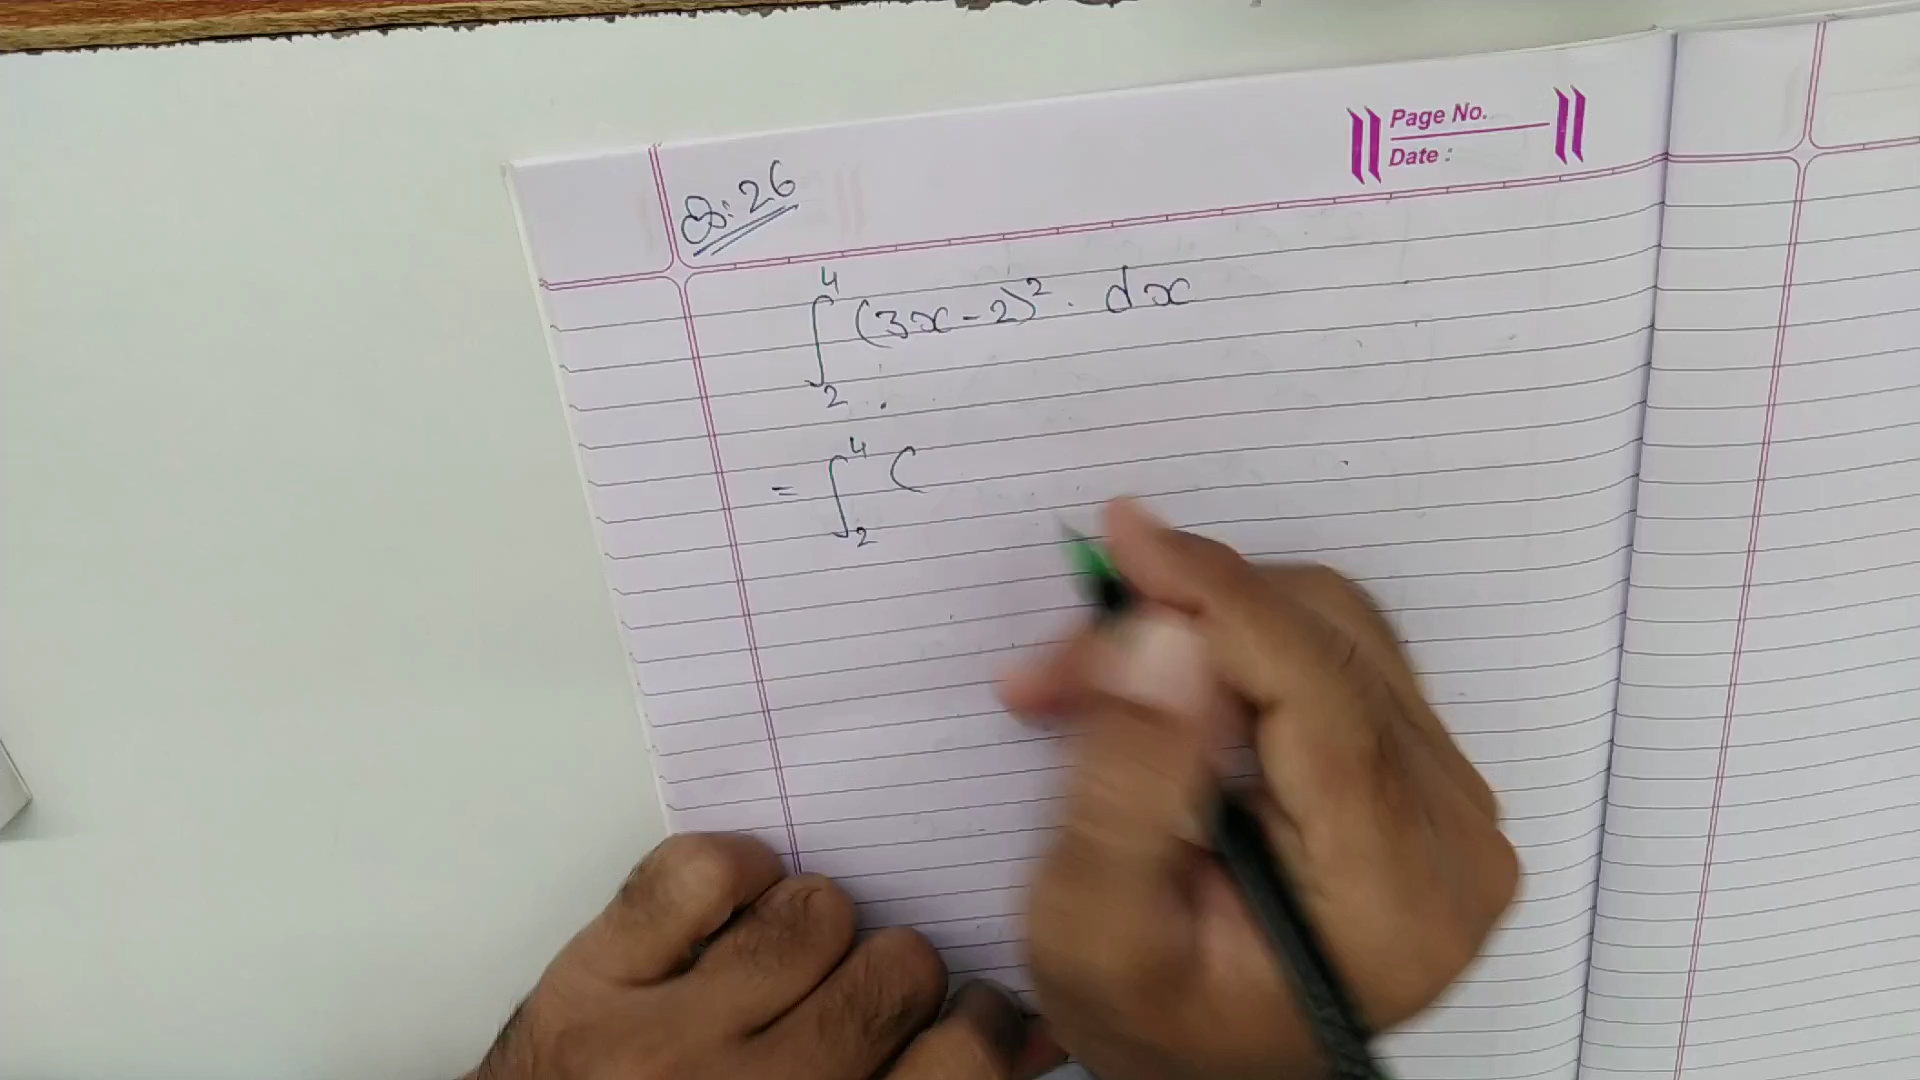 Page No.
Date :
Q: 26
∫₂⁴ (3x-2)². dx
= ∫₂⁴ (